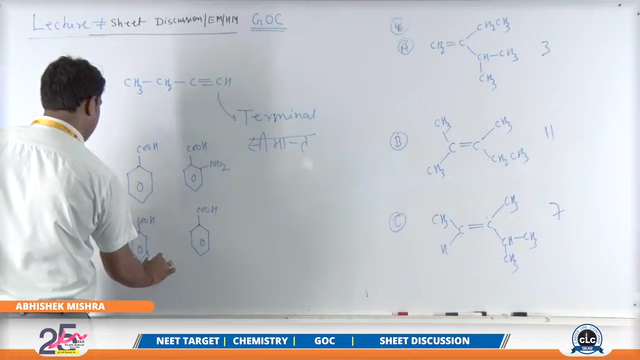 Lecture # Sheet Discussion/EM/HM GOC
CH3-CH2-C≡CH
Terminal
सीमान्त
COOH
COOH
NO2
COOH
COOH
A
CH2=C
CH2CH3
CH-CH3
CH3
3
B
CH3
CH3
C=C
CH3
CH2CH3
11
C
CH3
H
CH3
CH-CH3
CH3
7
ABHISHEK MISHRA
25
NEET TARGET | CHEMISTRY | GOC | SHEET DISCUSSION
CLC